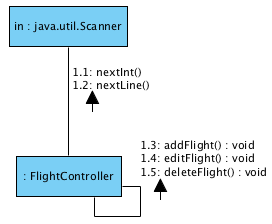 in : java.util.Scanner
1.1: nextInt()
1.2: nextLine()
1.3: addFlight() : void
1.4: editFlight() : void
1.5: deleteFlight() : void
: FlightController